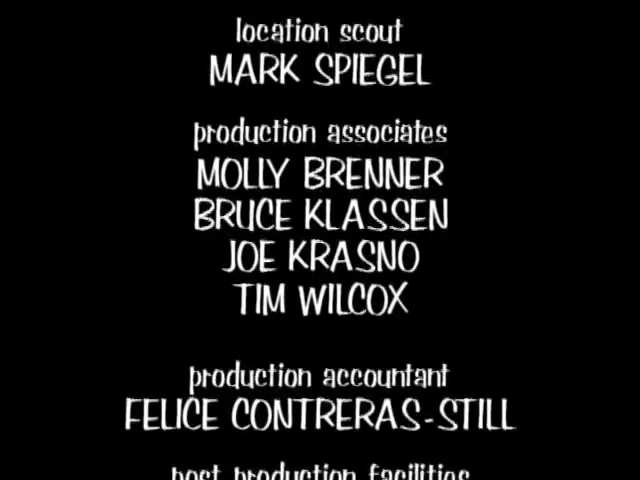 location scout
MARK SPIEGEL
production associates
MOLLY BRENNER
BRUCE KLASSEN
JOE KRASNO
TIM WILCOX
production accountant
FELICE CONTRERAS-STILL
post production facilities